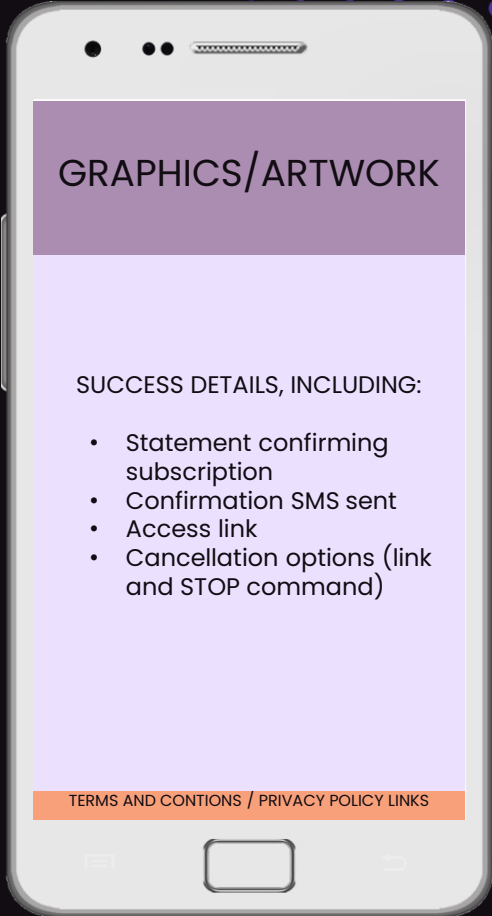 GRAPHICS/ARTWORK
SUCCESS DETAILS, INCLUDING:
• Statement confirming
subscription
• Confirmation SMS sent
• Access link
• Cancellation options (link
and STOP command)
TERMS AND CONTIONS / PRIVACY POLICY LINKS